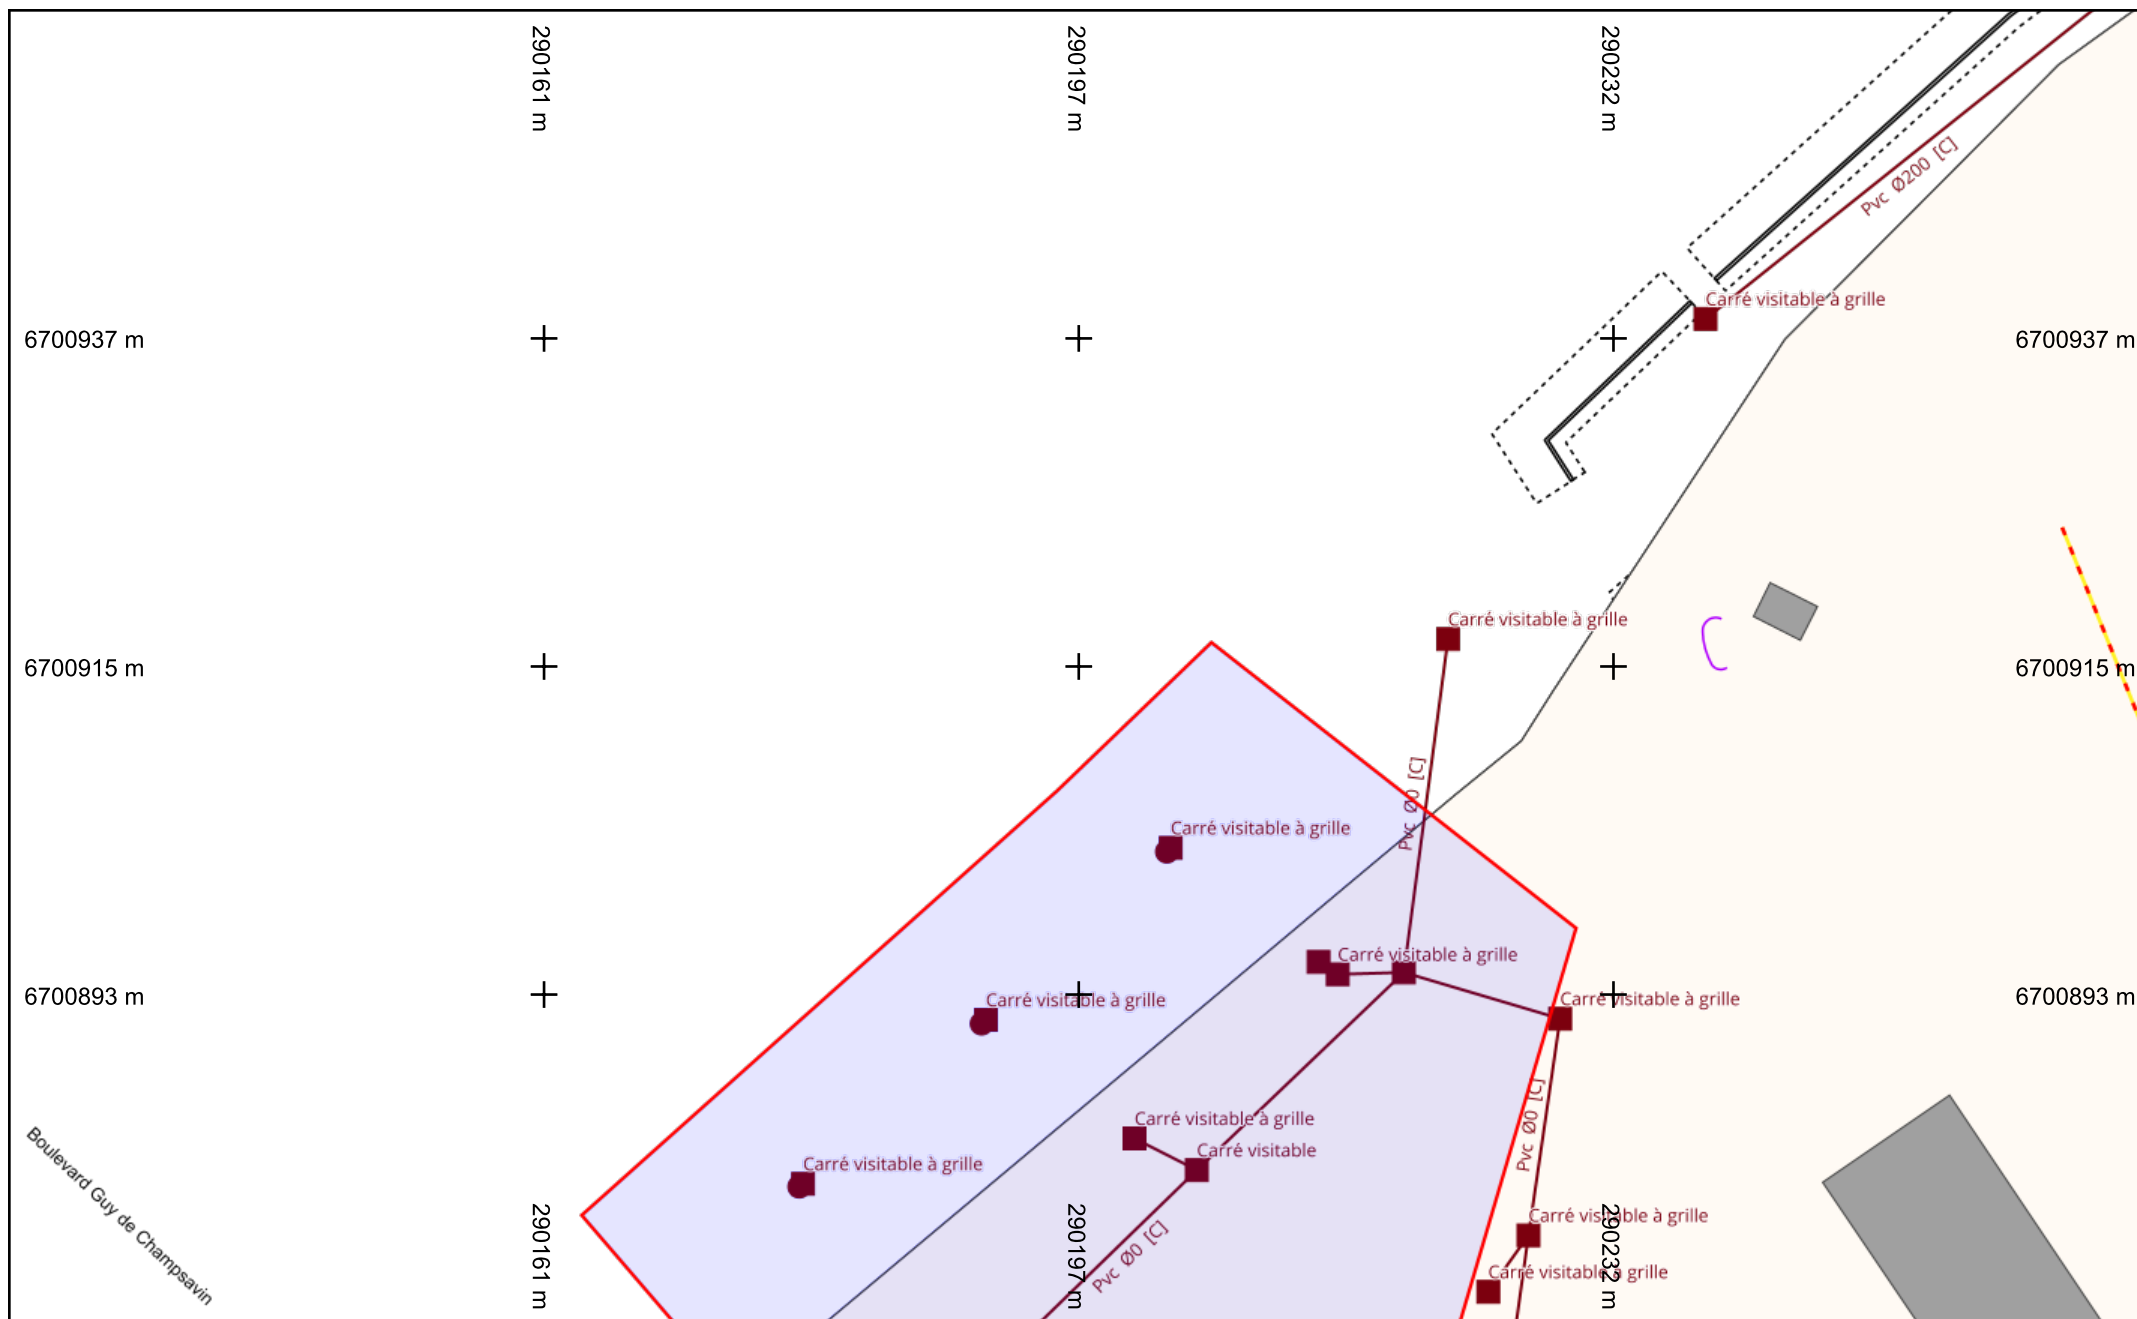 290161 m
290197 m
290232 m
Pvc Ø200 [C]
Carré visitable à grille
6700937 m
6700937 m
Carré visitable à grille
6700915 m
6700915 m
Pvc Ø0 [C]
Carré visitable à grille
Carré visitable à grille
6700893 m
Carré visitable à grille
Carré visitable à grille
6700893 m
Carré visitable à grille
Carré visitable
Pvc Ø0 [C]
Carré visitable à grille
Boulevard Guy de Champsavin
Carré visitable à grille
Pvc Ø0 [C]
Carré visitable à grille
290161 m
290197 m
290232 m